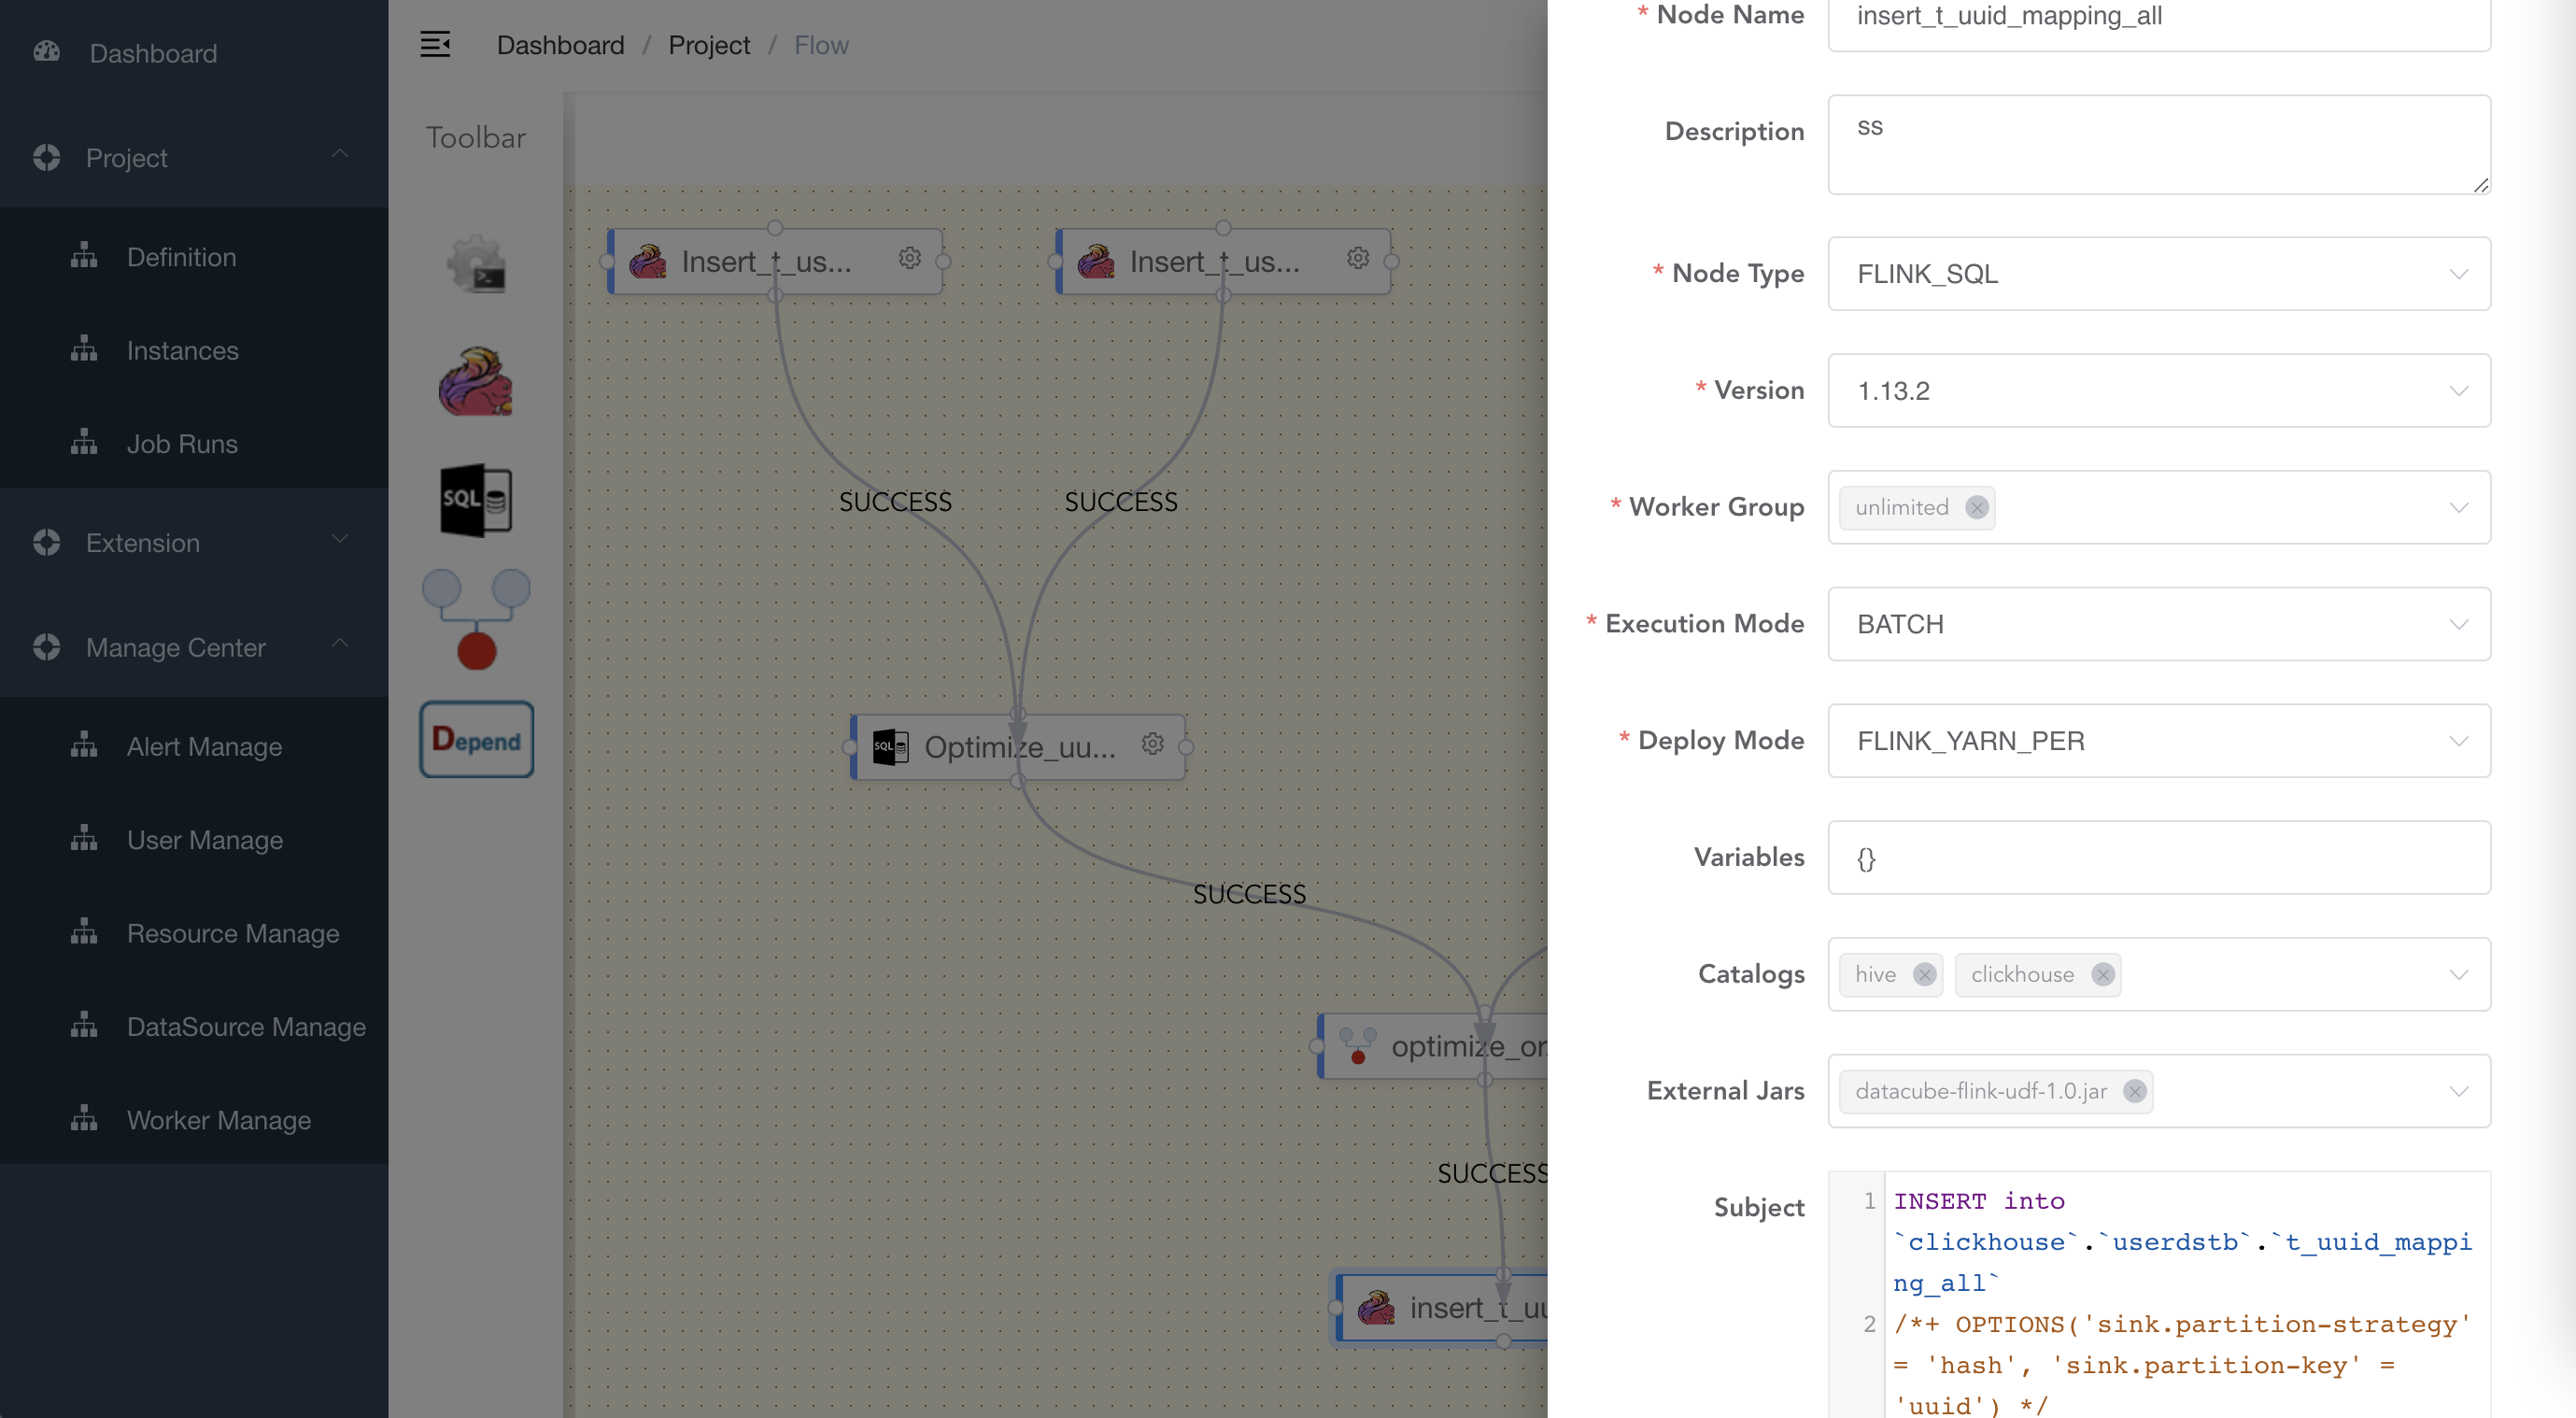 Dashboard
Project
Definition
Instances
Job Runs
Extension
Manage Center
Alert Manage
User Manage
Resource Manage
DataSource Manage
Worker Manage
Dashboard / Project / Flow
Toolbar
SQL
Depend
Insert_t_us...
Insert_t_us...
SUCCESS
SUCCESS
SQL
Optimize_uu...
SUCCESS
optimize_or
SUCCESS
insert_t_uu
* Node Name
insert_t_uuid_mapping_all
Description
ss
* Node Type
FLINK_SQL
* Version
1.13.2
* Worker Group
unlimited
* Execution Mode
BATCH
* Deploy Mode
FLINK_YARN_PER
Variables
{}
Catalogs
hive
clickhouse
External Jars
datacube-flink-udf-1.0.jar
Subject
1 INSERT into
`clickhouse`.`userdstb`.`t_uuid_mappi
ng_all`
2 /*+ OPTIONS('sink.partition-strategy'
= 'hash', 'sink.partition-key' =
'uuid') */